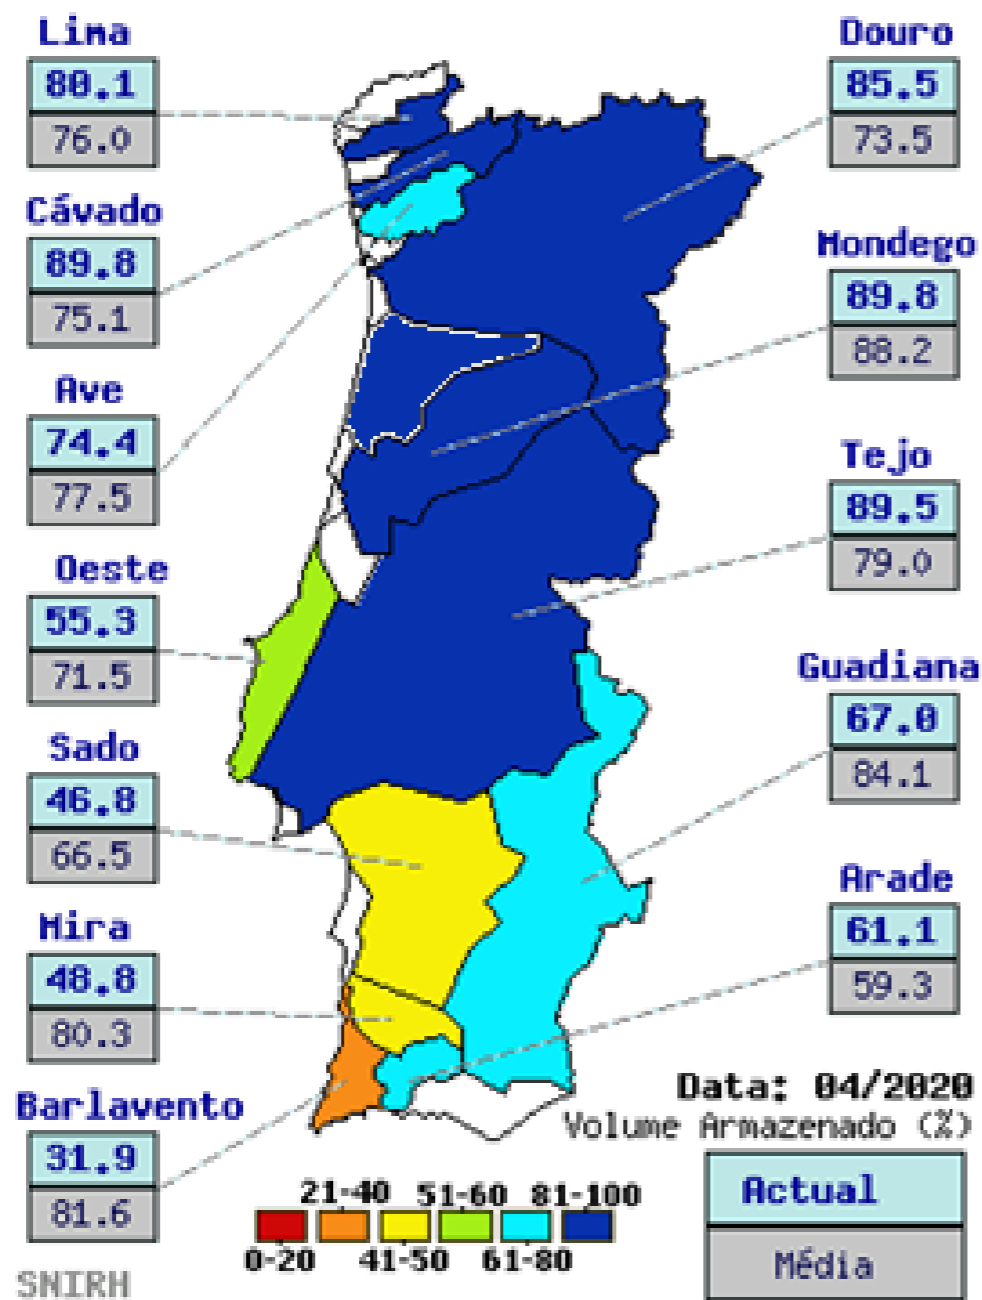 Lima
80.1
76.0
Cávado
89.8
75.1
Ave
74.4
77.5
Oeste
55.3
71.5
Sado
46.8
66.5
Mira
48.8
80.3
Barlavento
31.9
81.6
Douro
85.5
73.5
Mondego
89.8
88.2
Tejo
89.5
79.0
Guadiana
67.0
84.1
Arade
61.1
59.3
Data: 04/2020
Volume Armazenado (%)
Actual
Média
21-40 51-60 81-100
0-20 41-50 61-80
SNIRH